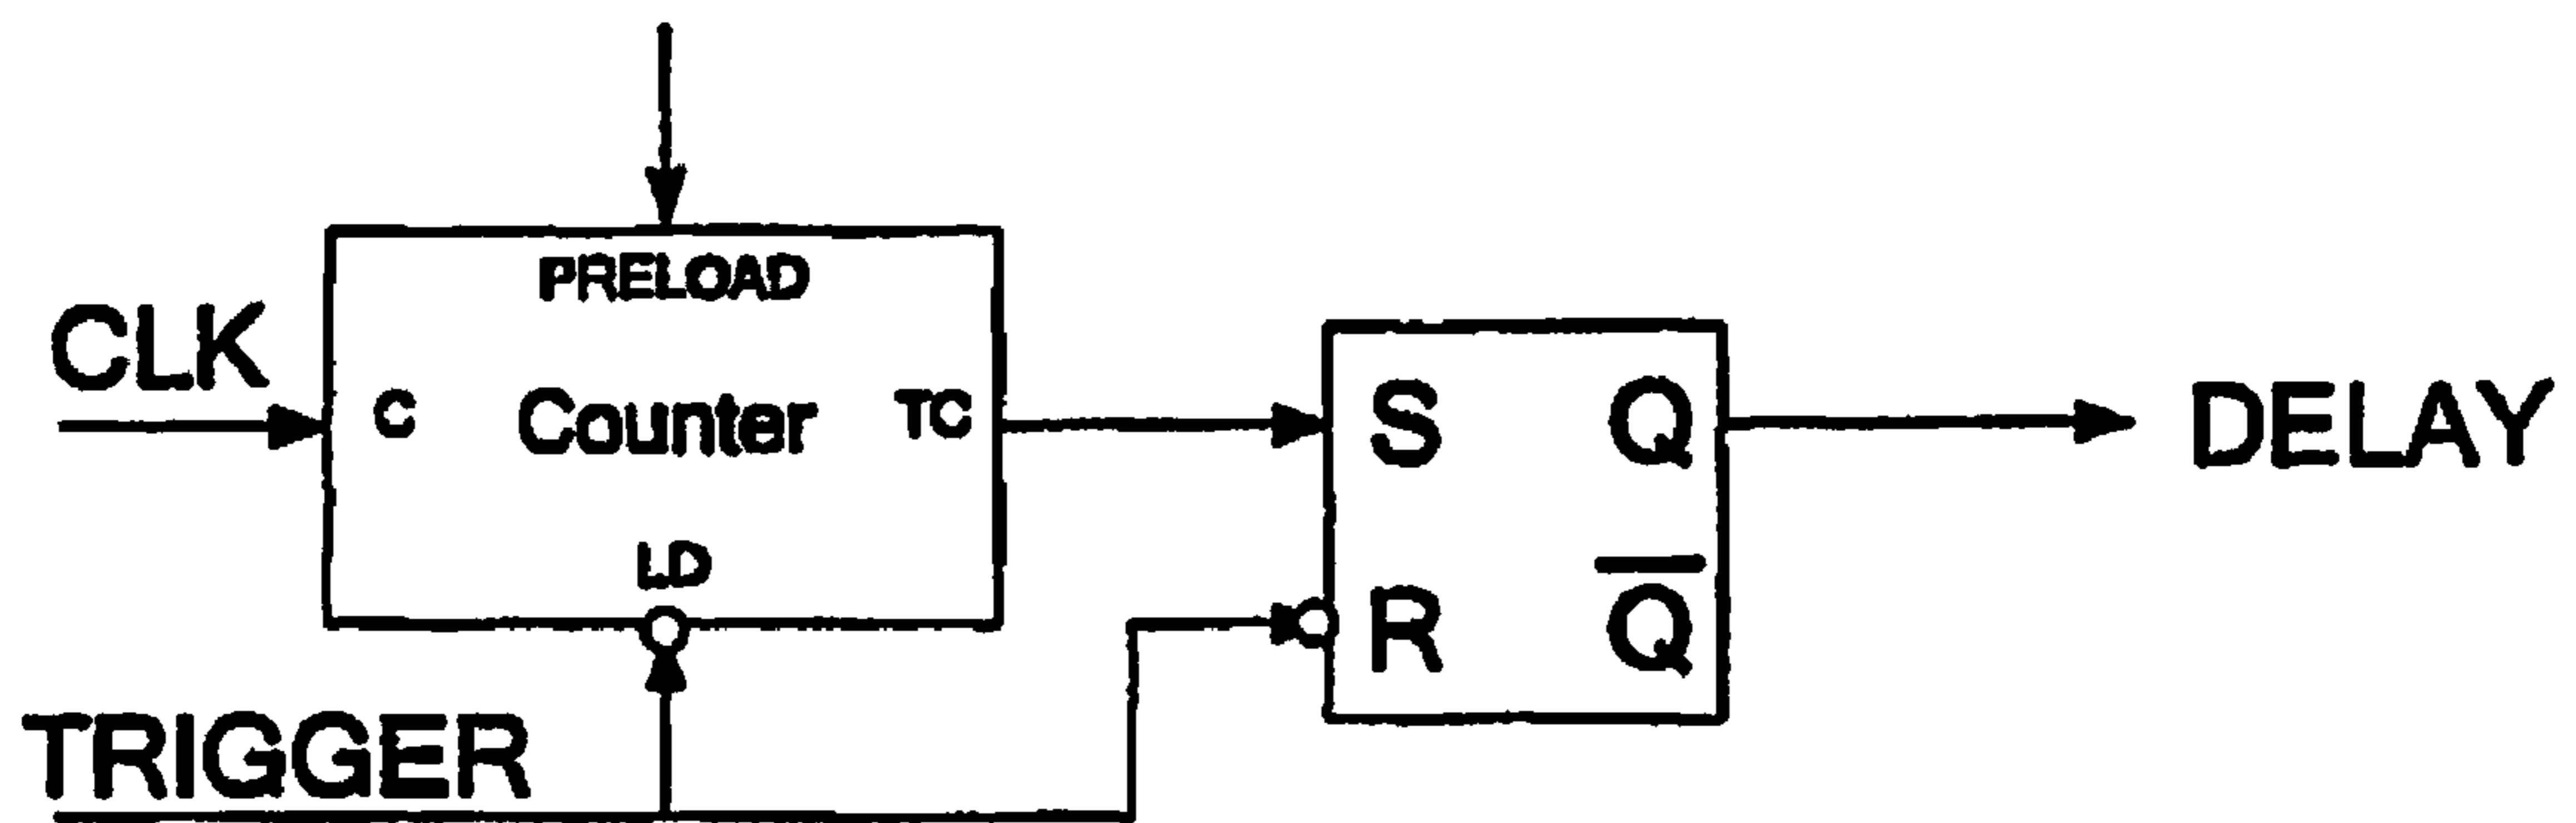 PRELOAD
CLK
C Counter TC
LD
TRIGGER
S Q
R Q̅
DELAY